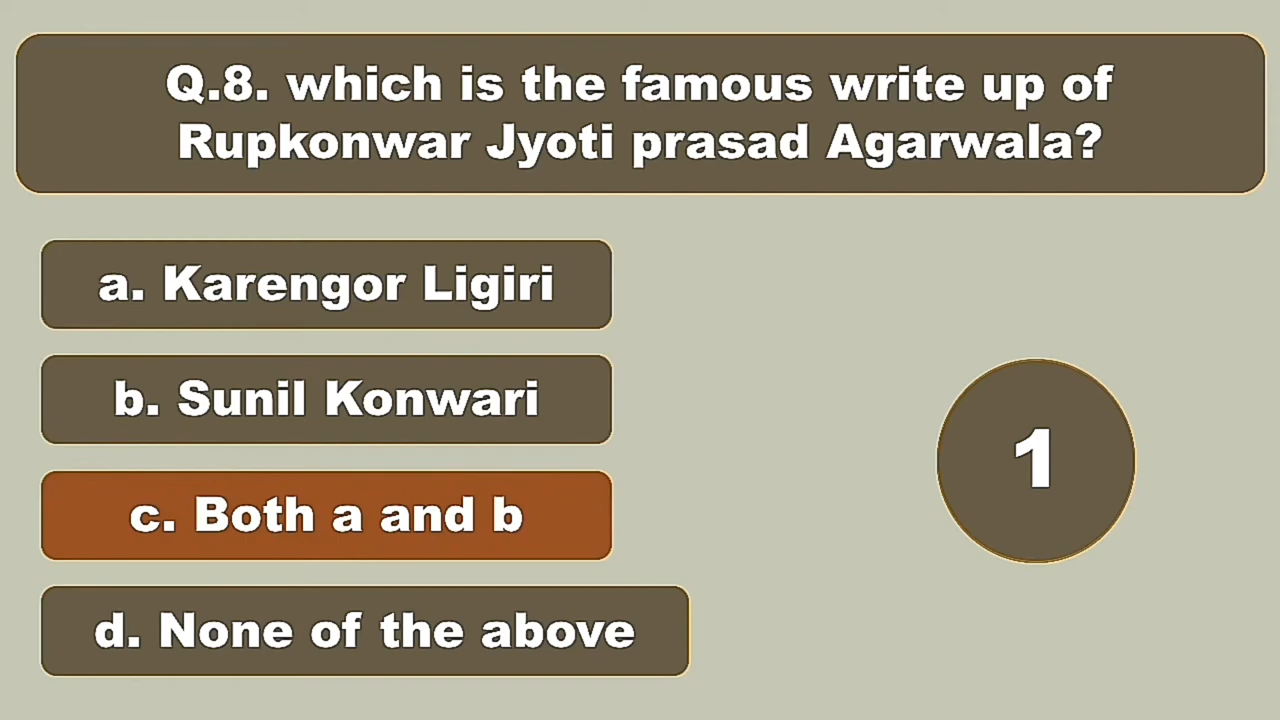 Q.8. which is the famous write up of
Rupkonwar Jyoti prasad Agarwala?
a. Karengor Ligiri
b. Sunil Konwari
c. Both a and b
1
d. None of the above